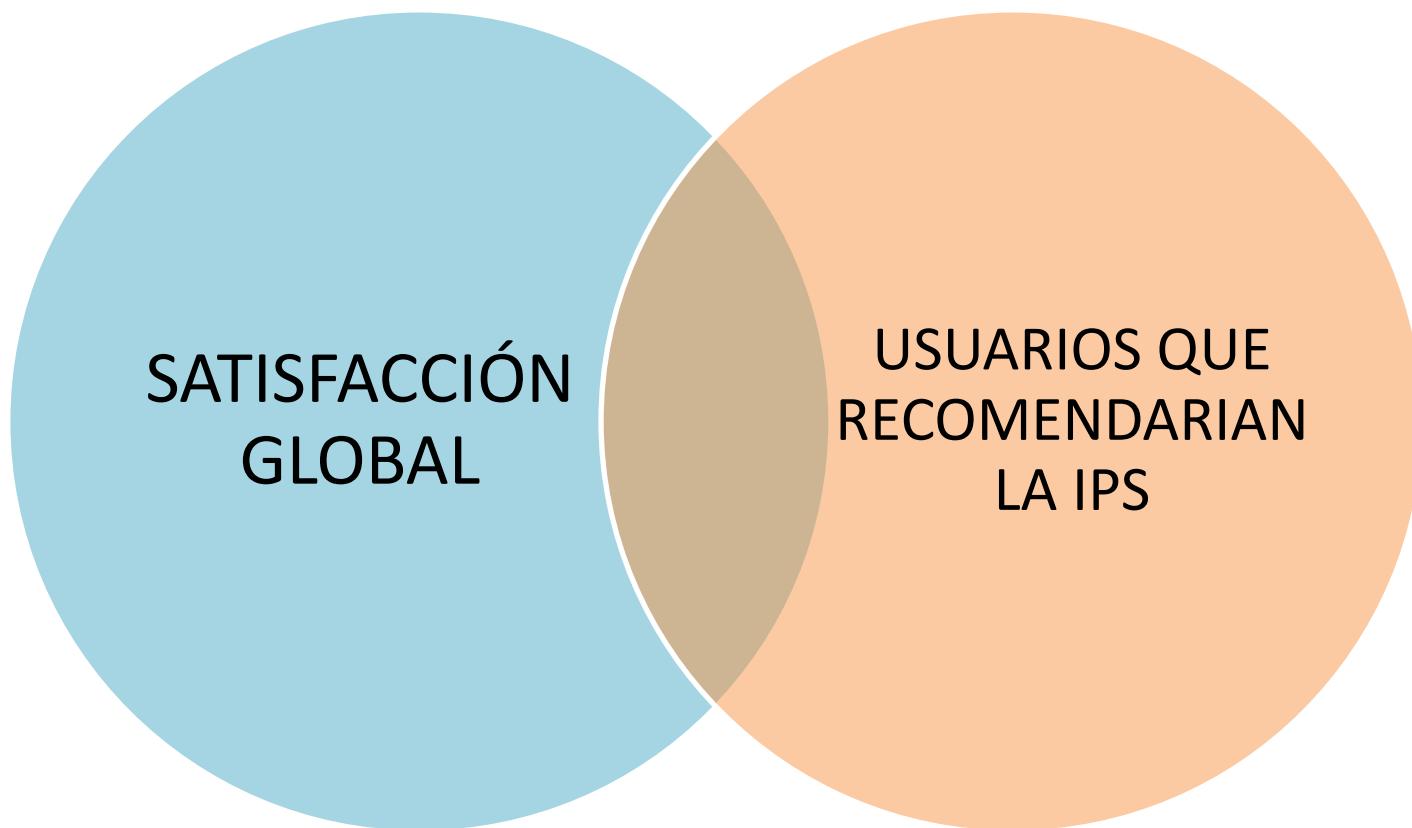 SATISFACCIÓN
GLOBAL
USUARIOS QUE
RECOMENDARIAN
LA IPS